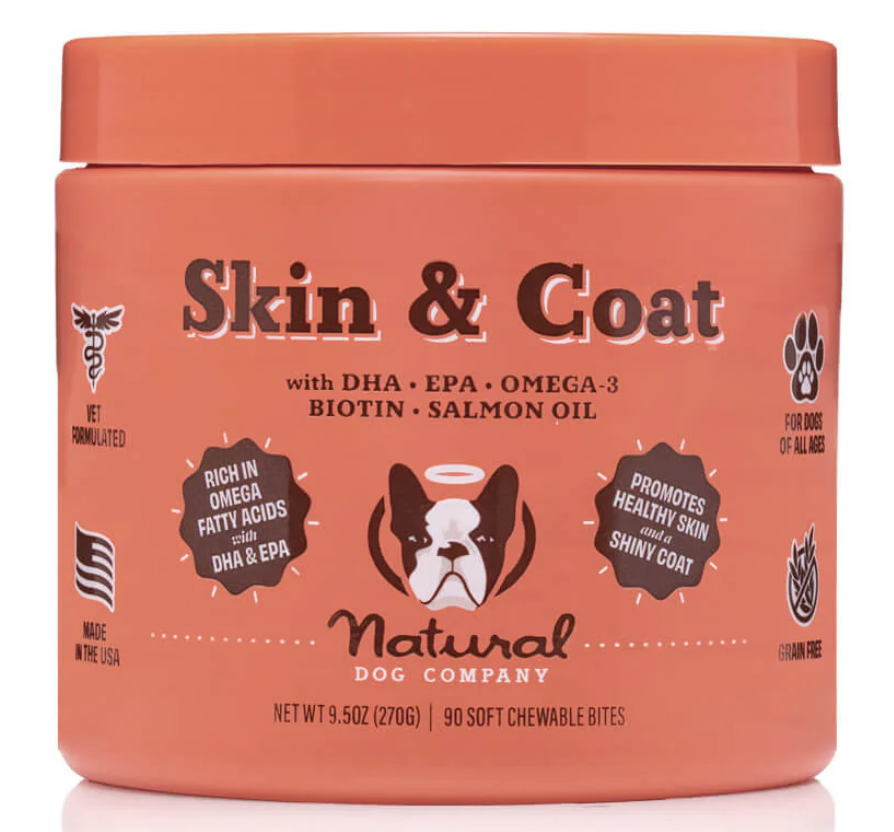 Skin & Coat
with DHA • EPA • OMEGA-3
BIOTIN • SALMON OIL
VET
FORMULATED
FOR DOGS
OF ALL AGES
RICH IN
OMEGA
FATTY ACIDS
with
DHA & EPA
PROMOTES
HEALTHY SKIN
and a
SHINY COAT
MADE
IN THE USA
GRAIN FREE
Natural
DOG COMPANY
NET WT 9.5OZ (270G) | 90 SOFT CHEWABLE BITES